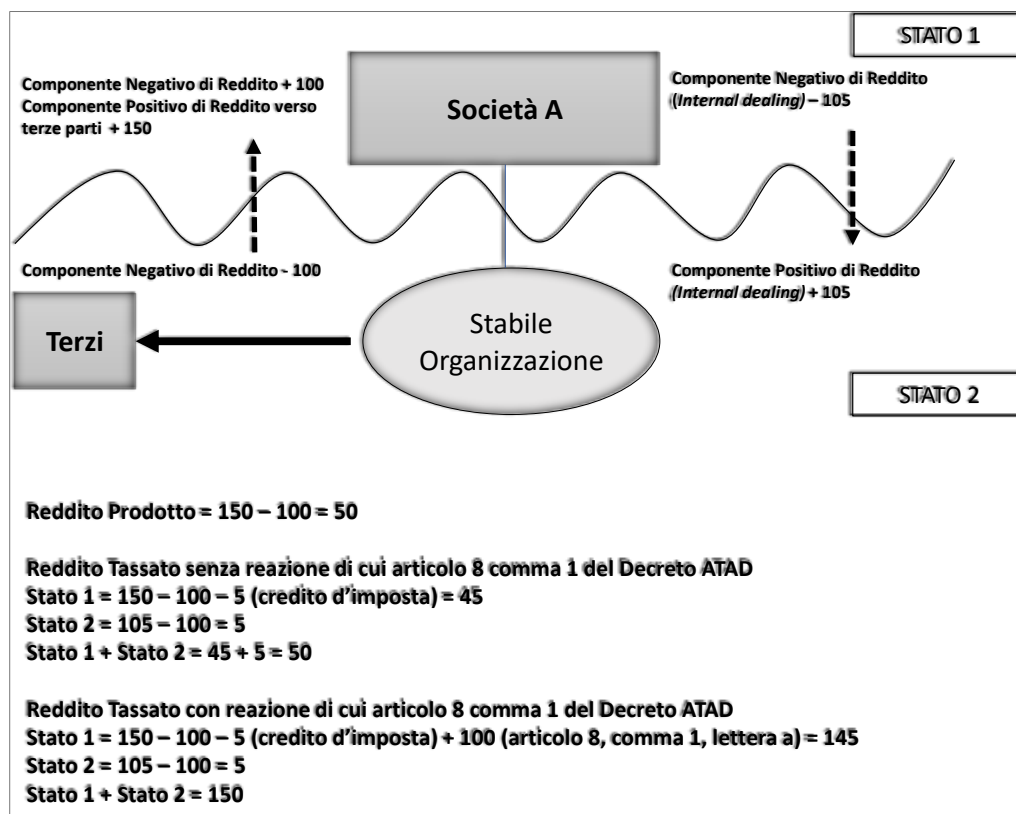 STATO 1
Componente Negativo di Reddito + 100
Componente Positivo di Reddito verso
terze parti + 150
Società A
Componente Negativo di Reddito
(Internal dealing) – 105
Componente Negativo di Reddito - 100
Componente Positivo di Reddito
(Internal dealing) + 105
Terzi
Stabile
Organizzazione
STATO 2
Reddito Prodotto = 150 – 100 = 50
Reddito Tassato senza reazione di cui articolo 8 comma 1 del Decreto ATAD
Stato 1 = 150 – 100 – 5 (credito d’imposta) = 45
Stato 2 = 105 – 100 = 5
Stato 1 + Stato 2 = 45 + 5 = 50
Reddito Tassato con reazione di cui articolo 8 comma 1 del Decreto ATAD
Stato 1 = 150 – 100 – 5 (credito d’imposta) + 100 (articolo 8, comma 1, lettera a) = 145
Stato 2 = 105 – 100 = 5
Stato 1 + Stato 2 = 150